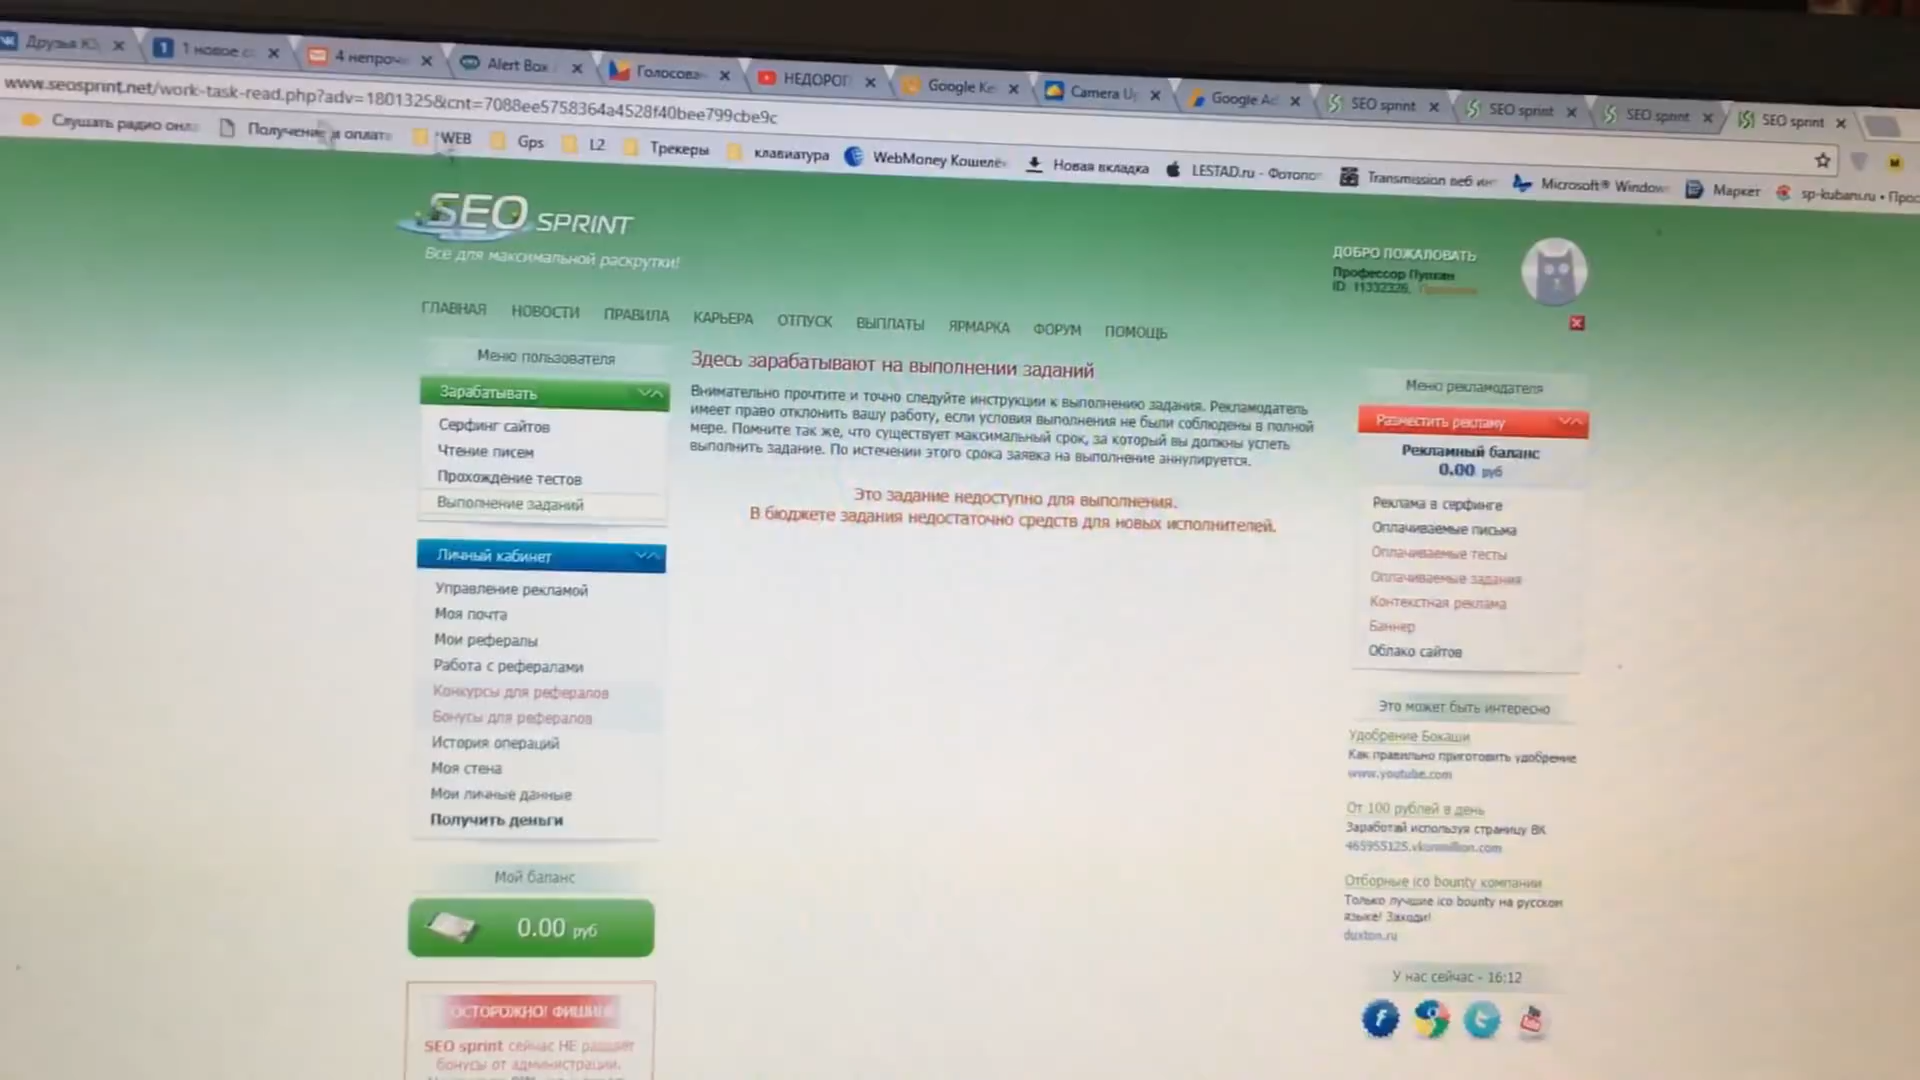 Друзья
1 новое
4 непроч
Alert Box
Голосова
НЕДОРОГ
Google Ke
Camera Up
Google Ad
SEO sprint
SEO sprint
SEO sprint
SEO sprint
www.seosprint.net/work-task-read.php?adv=1801325&cnt=7088ee5758364a4528f40bee799cbe9c
Слушать радио онл
Получение и оплата
WEB
Gps
L2
Трекеры
клавиатура
WebMoney Кошелё
Новая вкладка
LESTAD.ru - Фотопо
Transmission веб ин
Microsoft® Window
Маркет
sp-kubani.ru • Прос
SEO SPRINT
Все для максимальной раскрутки!
ДОБРО ПОЖАЛОВАТЬ
Профессор Пупкин
ID 11332326,
ГЛАВНАЯ НОВОСТИ ПРАВИЛА КАРЬЕРА ОТПУСК ВЫПЛАТЫ ЯРМАРКА ФОРУМ ПОМОЩЬ
Меню пользователя
Зарабатывать
Серфинг сайтов
Чтение писем
Прохождение тестов
Выполнение заданий
Личный кабинет
Управление рекламой
Моя почта
Мои рефералы
Работа с рефералами
Конкурсы для рефералов
Бонусы для рефералов
История операций
Моя стена
Мои личные данные
Получить деньги
Мой баланс
0.00 руб
ОСТОРОЖНО! ФИШИНГ
SEO sprint сейчас НЕ раздает
бонусы от администрации.
Здесь зарабатывают на выполнении заданий
Внимательно прочтите и точно следуйте инструкции к выполнению задания. Рекламодатель
имеет право отклонить вашу работу, если условия выполнения не были соблюдены в полной
мере. Помните так же, что существует максимальный срок, за который вы должны успеть
выполнить задание. По истечении этого срока заявка на выполнение аннулируется.
Это задание недоступно для выполнения.
В бюджете задания недостаточно средств для новых исполнителей.
Меню рекламодателя
Разместить рекламу
Рекламный баланс
0.00 руб
Реклама в серфинге
Оплачиваемые письма
Оплачиваемые тесты
Оплачиваемые задания
Контекстная реклама
Баннер
Облако сайтов
Это может быть интересно
Удобрение Бокаши
Как правильно приготовить удобрение
www.youtube.com
От 100 рублей в день
Заработай используя страницу ВК
465955125.vkonmillion.com
Отборные ico bounty компании
Только лучшие ico bounty на русском
языке! Заходи!
duxton.ru
У нас сейчас - 16:12